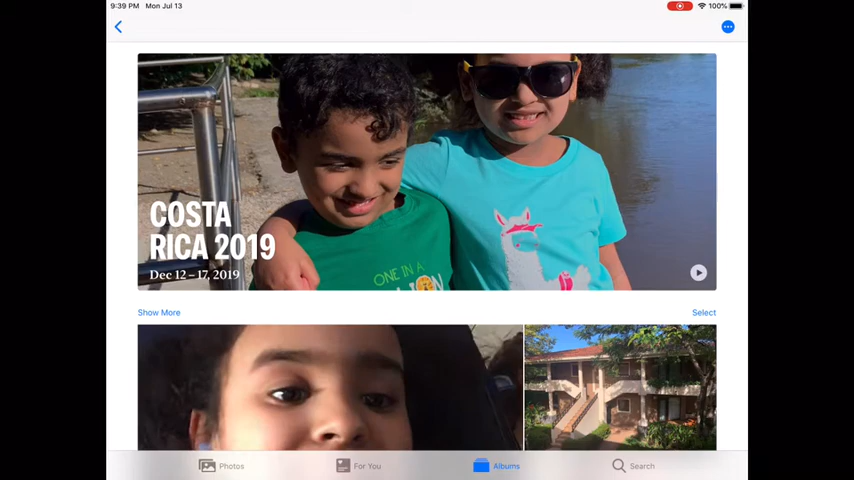 9:39 PM Mon Jul 13 100%
COSTA
RICA 2019
Dec 12 – 17, 2019
ONE IN A
Show More Select
Photos For You Albums Search